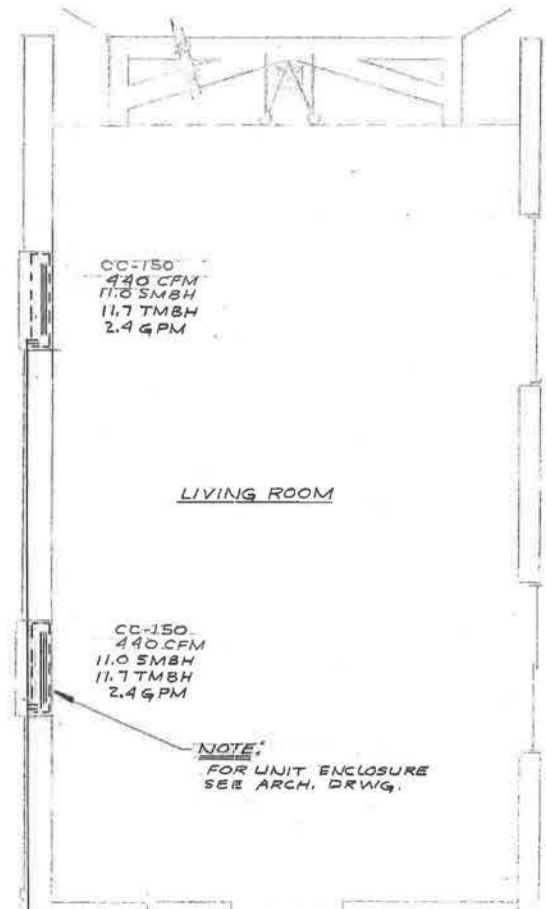 CC-150
440 CFM
11.0 SMBH
11.7 TMBH
2.4 GPM
LIVING ROOM
CC-150
440 CFM
11.0 SMBH
11.7 TMBH
2.4 GPM
NOTE:
FOR UNIT ENCLOSURE
SEE ARCH. DRWG.